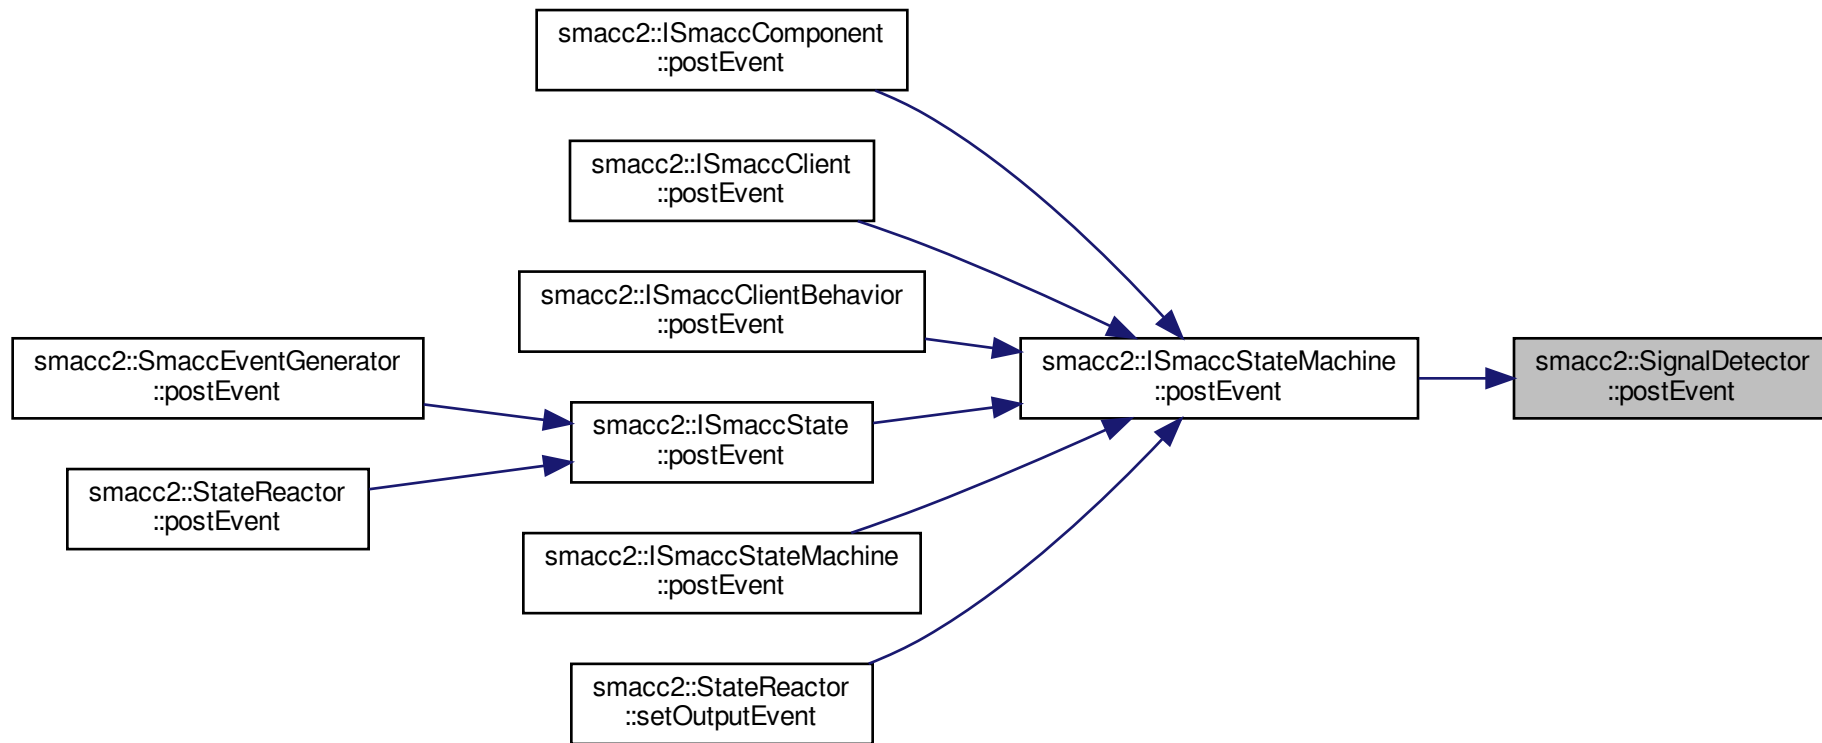 smacc2::ISmaccComponent
::postEvent
smacc2::ISmaccClient
::postEvent
smacc2::ISmaccClientBehavior
::postEvent
smacc2::SmaccEventGenerator
::postEvent
smacc2::ISmaccStateMachine
::postEvent
smacc2::SignalDetector
::postEvent
smacc2::ISmaccState
::postEvent
smacc2::StateReactor
::postEvent
smacc2::ISmaccStateMachine
::postEvent
smacc2::StateReactor
::setOutputEvent